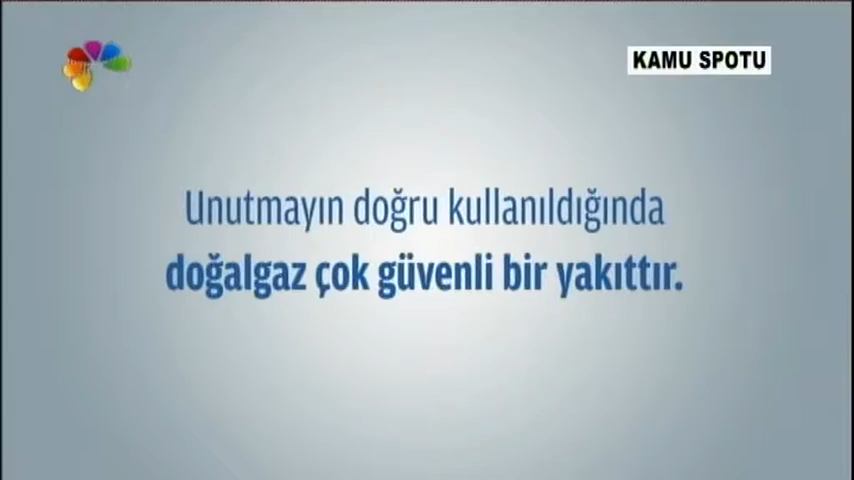 KAMU SPOTU
Unutmayın doğru kullanıldığında
doğalgaz çok güvenli bir yakıttır.